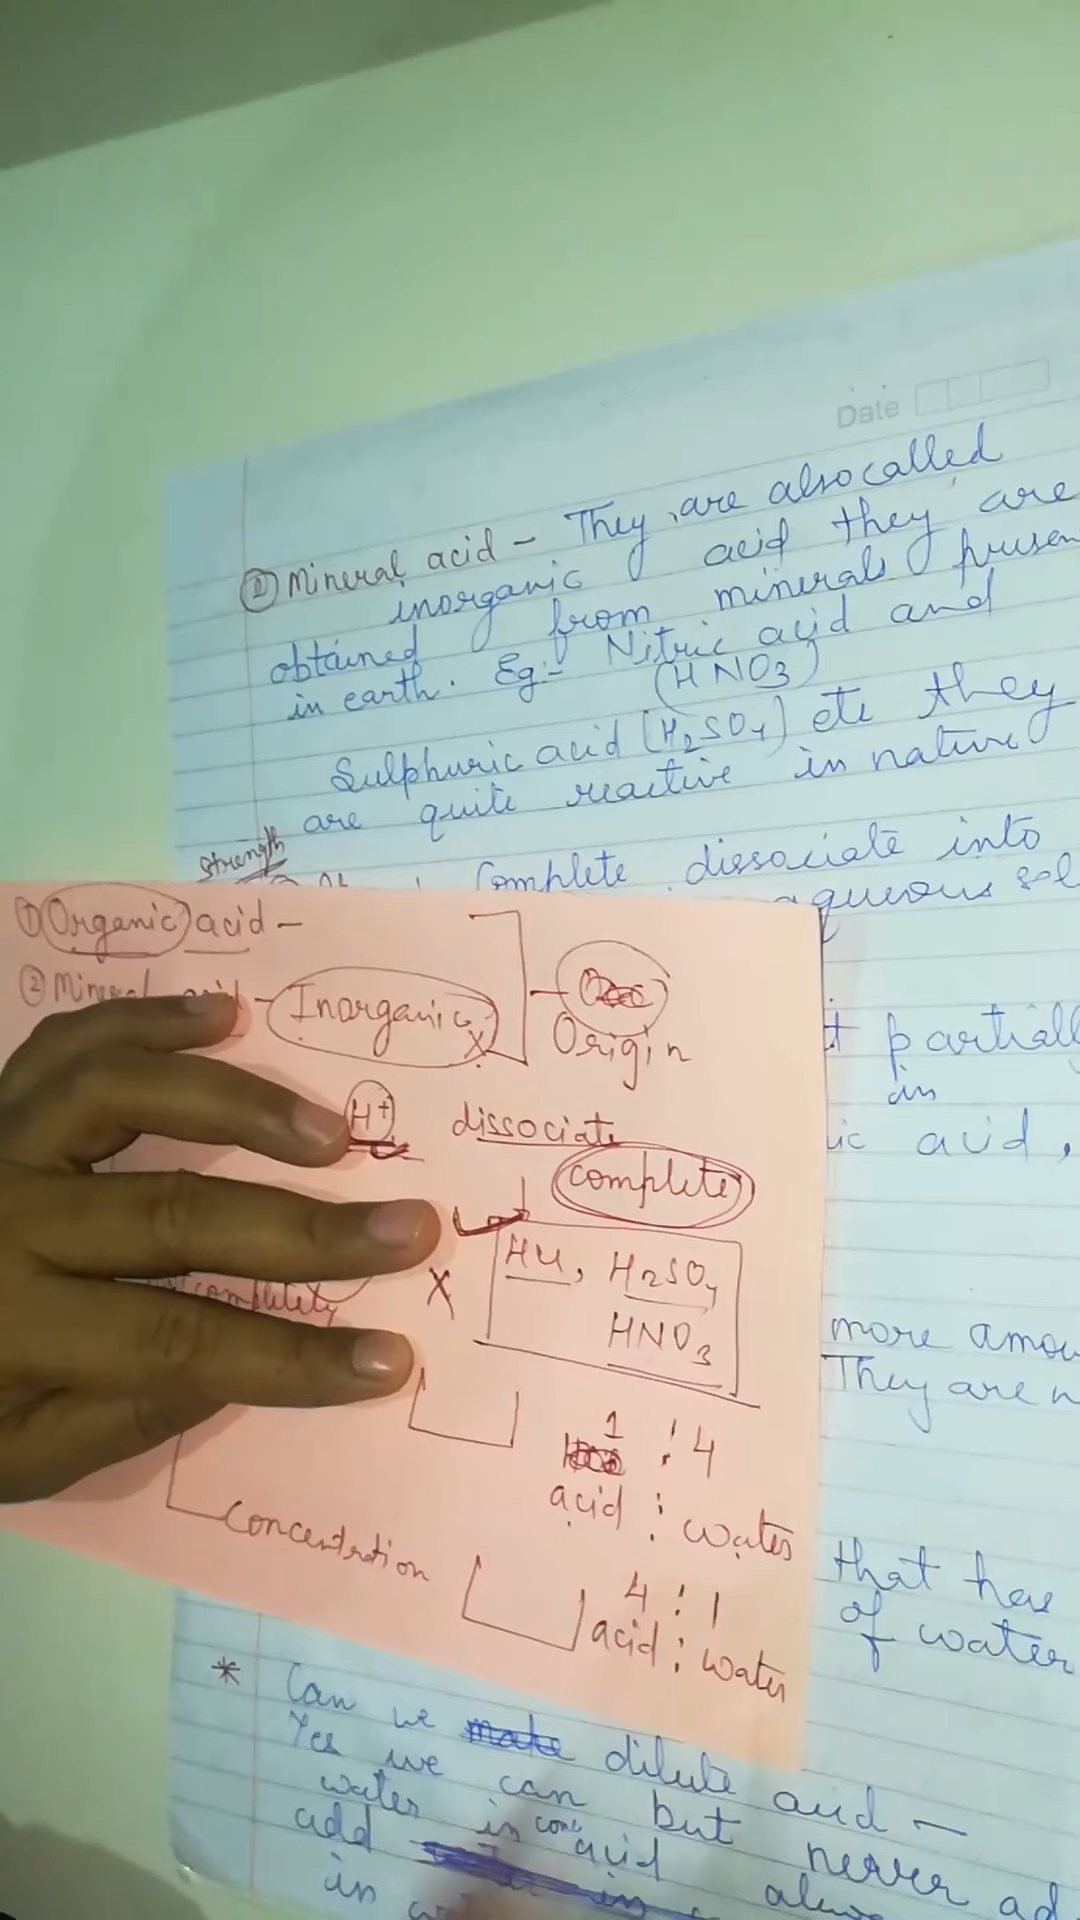 Date
② Mineral acid - They are also called
inorganic acid they are
obtained from minerals presen
in earth. Eg:- Nitric acid and
(HNO3)
Sulphuric acid (H2SO4) etc they
are quite reactive in nature
Strength
Complete dissociate into
aqueous sol
① Organic acid -
② Mineral acid - Inorganic
Origin
partiall
in
ic acid,
H+ dissociate
complete
HCl, H2SO4
HNO3
completely
more amou
They are n
1 : 4
acid : water
Concentration
4 : 1
acid : water
that has
of water
* Can we dilute acid -
Yes we can but never ad
water in conc acid
add
in